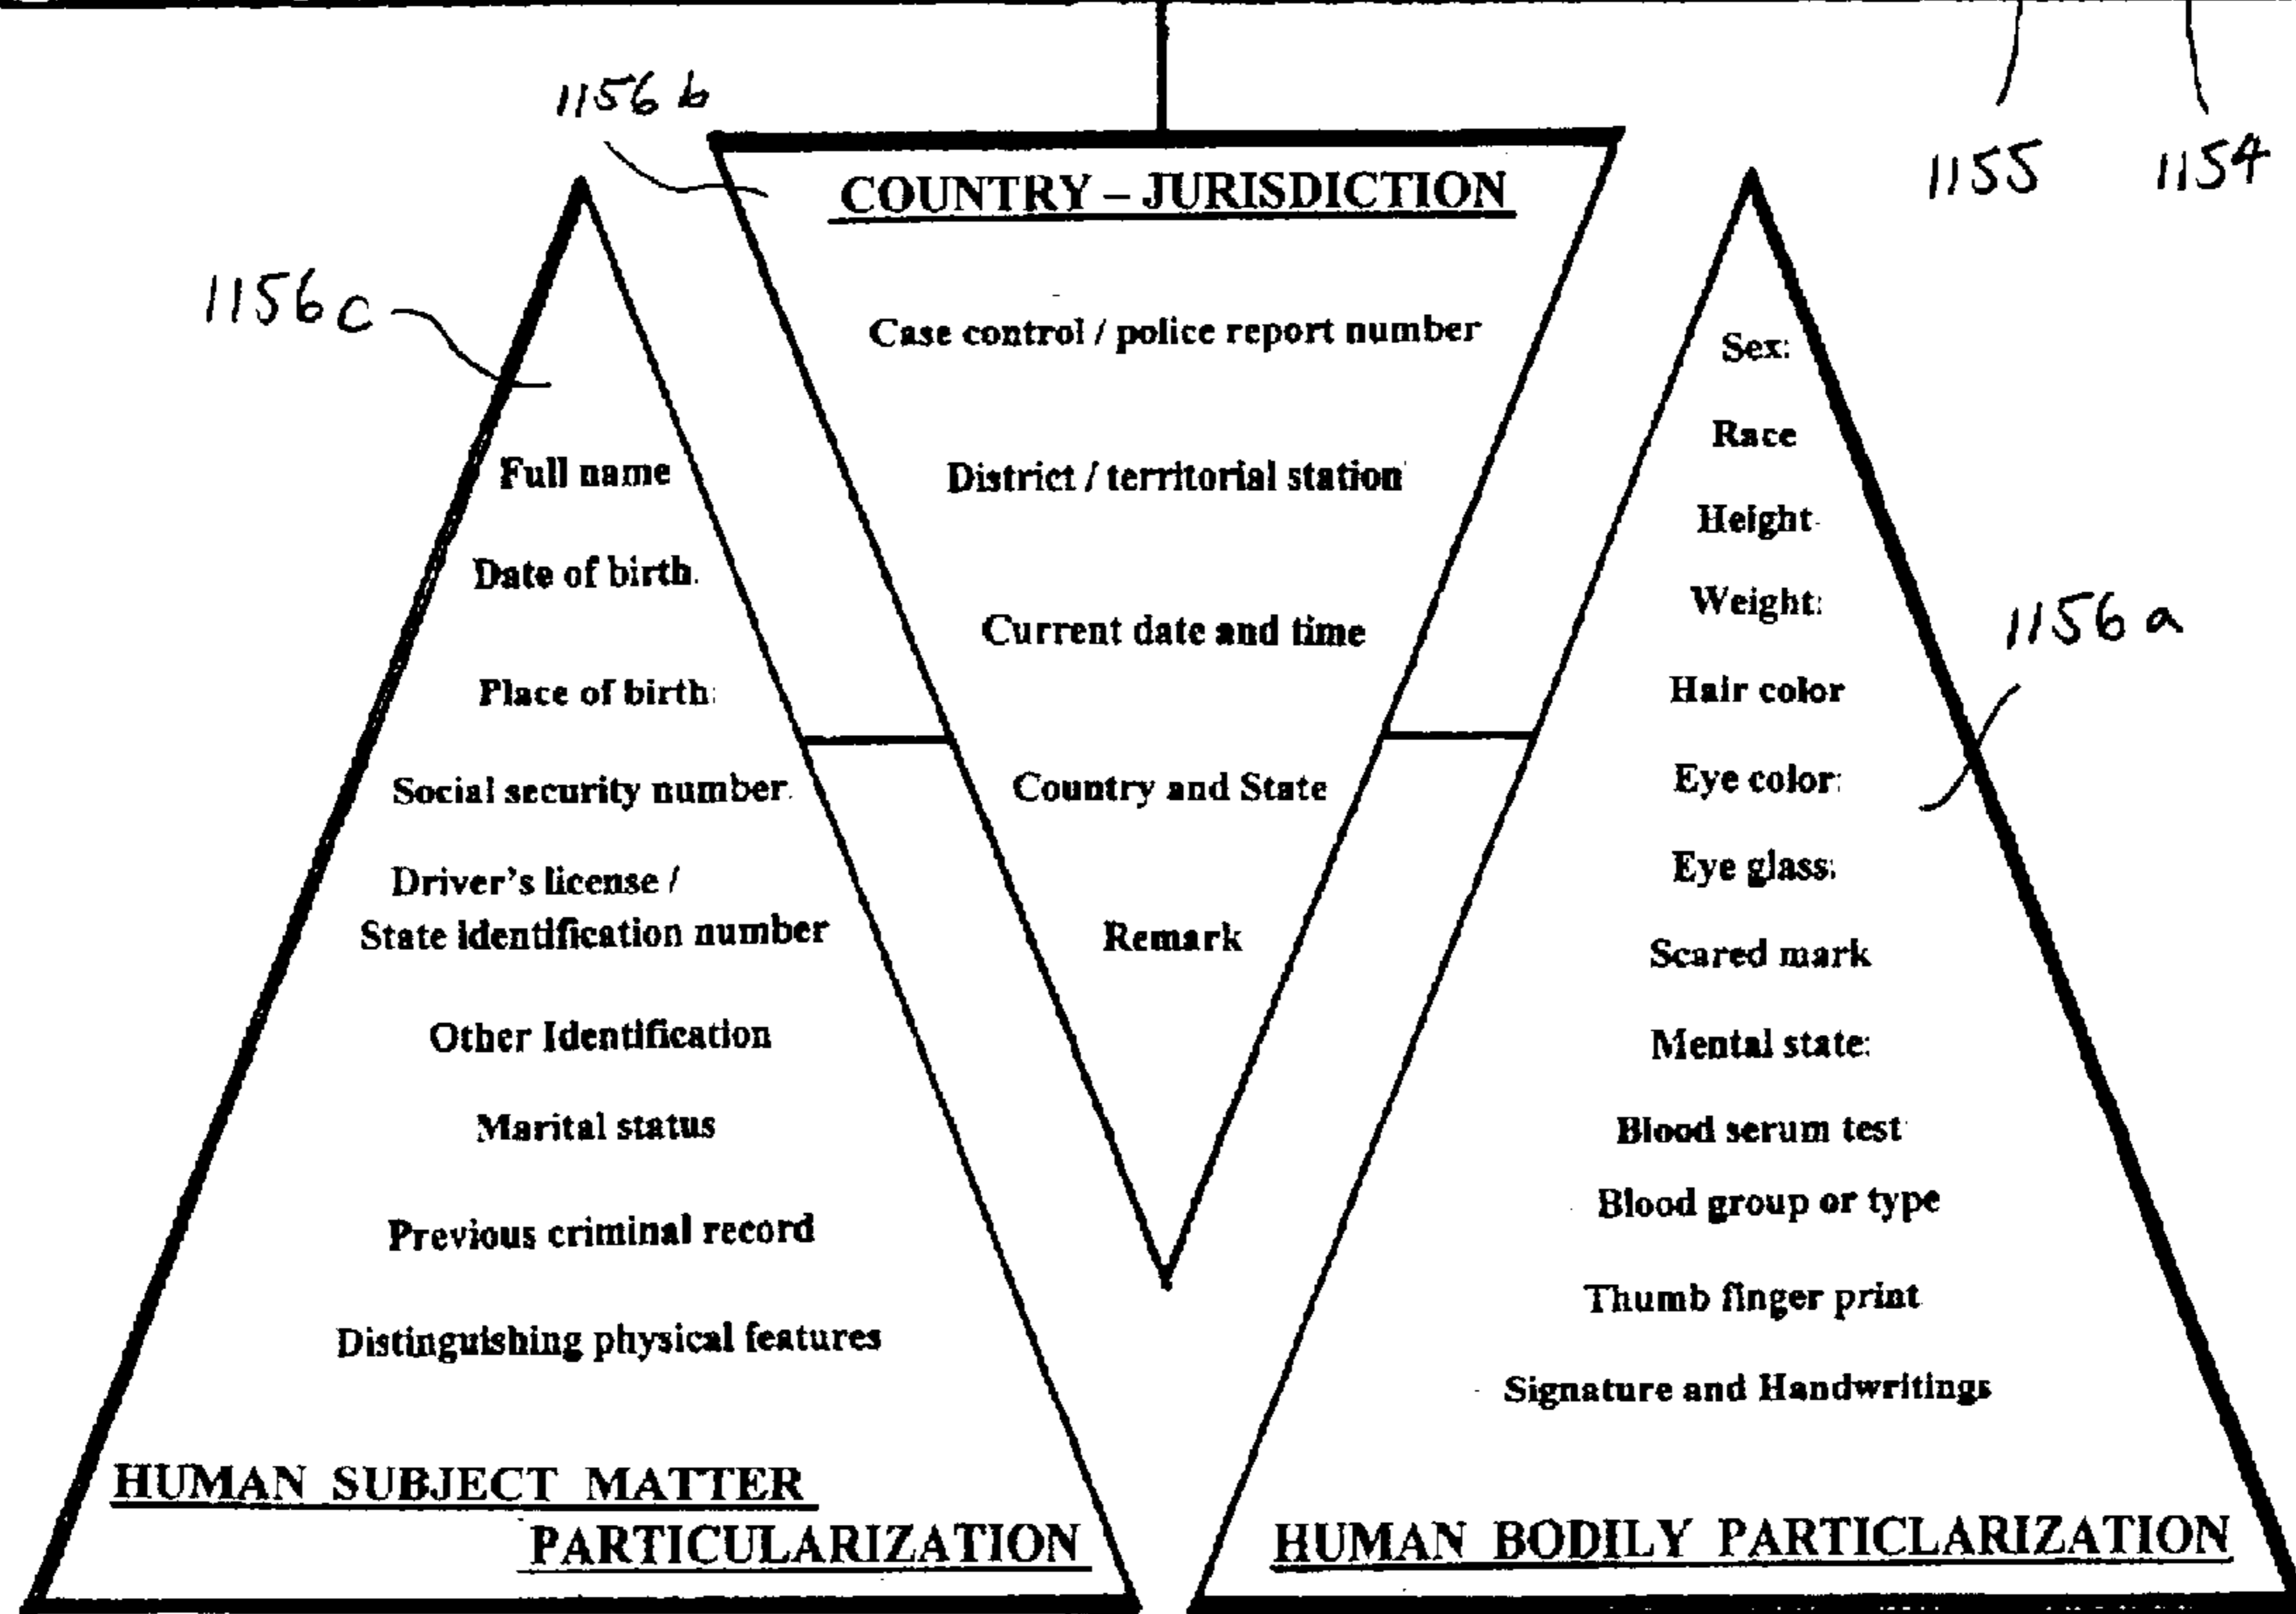 1156 b
COUNTRY – JURISDICTION
Case control / police report number
District / territorial station
Current date and time
Country and State
Remark
1155
1154
1156 c
Full name
Date of birth.
Place of birth:
Social security number.
Driver's license /
State identification number
Other Identification
Marital status
Previous criminal record
Distinguishing physical features
HUMAN SUBJECT MATTER
PARTICULARIZATION
Sex:
Race
Height
Weight:
Hair color
Eye color:
Eye glass:
Scared mark
Mental state:
Blood serum test
Blood group or type
Thumb finger print
Signature and Handwritings
HUMAN BODILY PARTICLARIZATION
1156 a